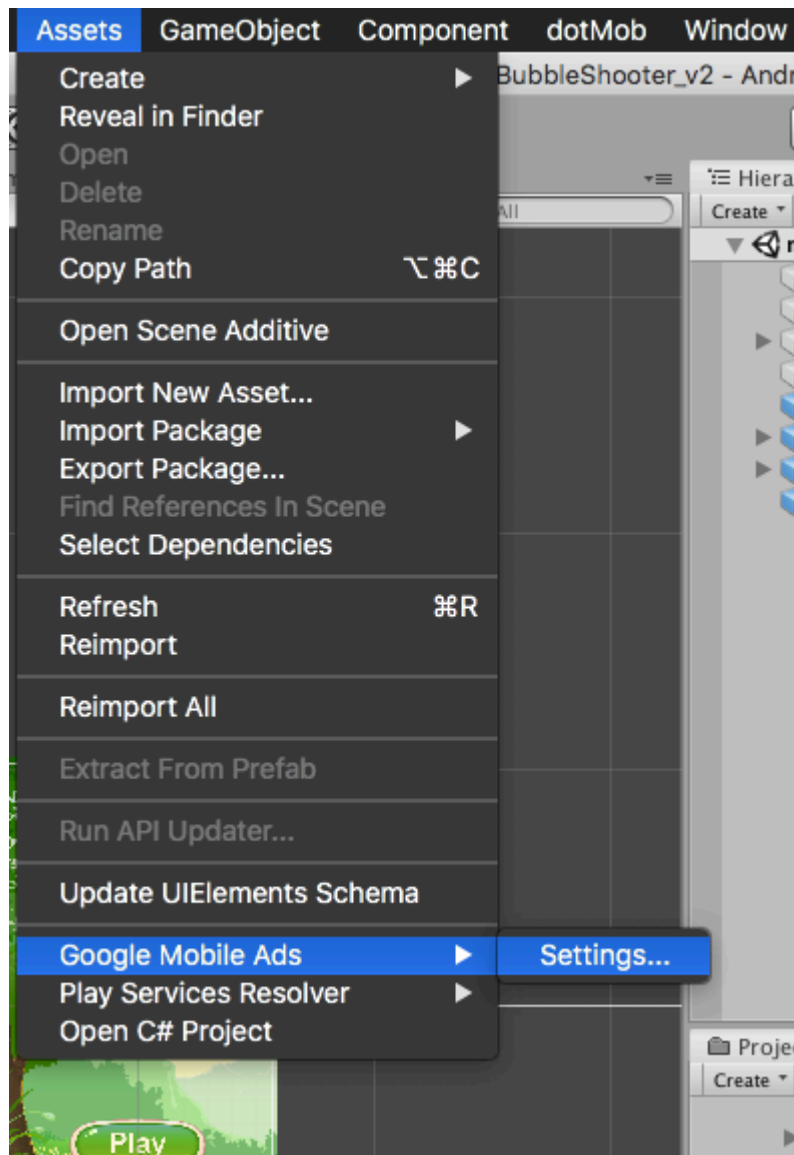 Assets GameObject Component dotMob Window
BubbleShooter_v2 - Andr
Create
Reveal in Finder
Open
Delete
Rename
Copy Path ⌥⌘C
Open Scene Additive
Import New Asset...
Import Package
Export Package...
Find References In Scene
Select Dependencies
Refresh ⌘R
Reimport
Reimport All
Extract From Prefab
Run API Updater...
Update UIElements Schema
Google Mobile Ads
Settings...
Play Services Resolver
Open C# Project
All
Hiera
Create
Proje
Create
Play